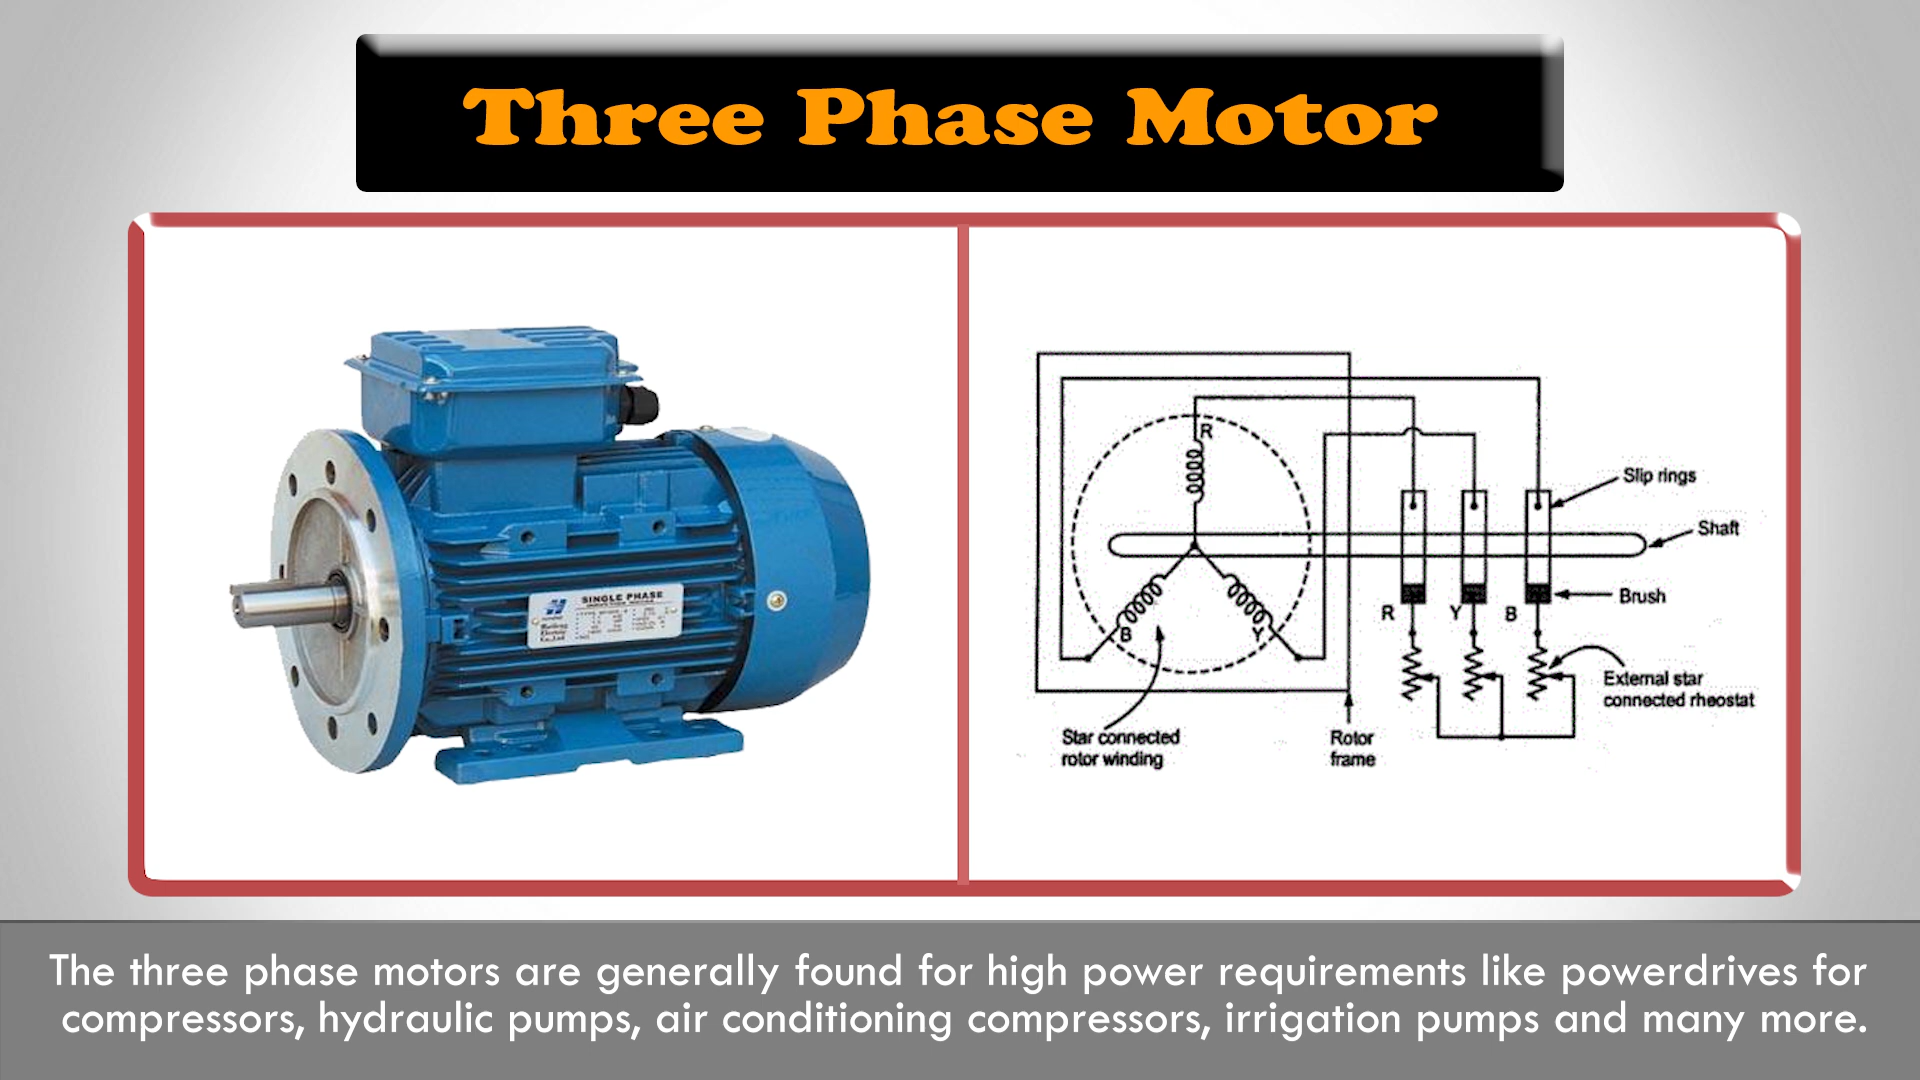 Three Phase Motor
SINGLE PHASE
R
Slip rings
Shaft
Brush
R Y B
B
Y
External star
connected rheostat
Star connected
rotor winding
Rotor
frame
The three phase motors are generally found for high power requirements like powerdrives for
compressors, hydraulic pumps, air conditioning compressors, irrigation pumps and many more.